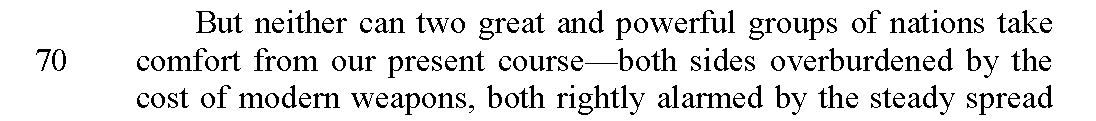 But neither can two great and powerful groups of nations take
70 comfort from our present course—both sides overburdened by the
cost of modern weapons, both rightly alarmed by the steady spread